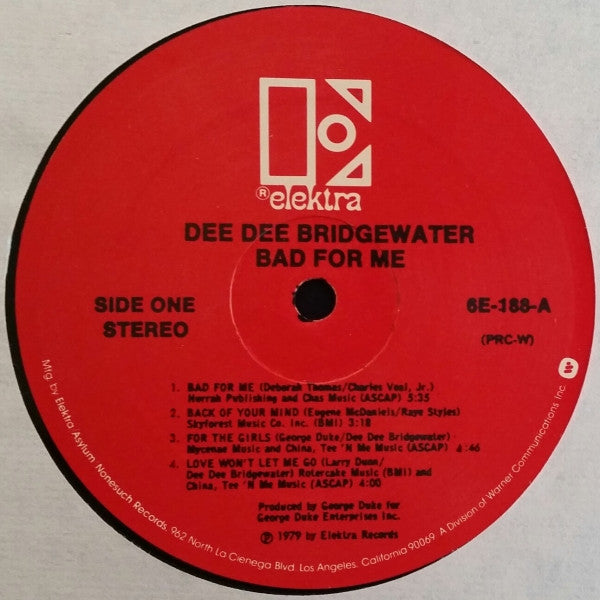 ® elektra
DEE DEE BRIDGEWATER
BAD FOR ME
SIDE ONE
STEREO
6E-188-A
(PRC-W)
1. BAD FOR ME (Deborah Thomas/Charles Veal, Jr.)
Hurrah Publishing and Chas Music (ASCAP) 5:35
2. BACK OF YOUR MIND (Eugene McDaniels/Raye Styles)
Skyforest Music Co. Inc. (BMI) 3:18
3. FOR THE GIRLS (George Duke/Dee Dee Bridgewater)
Mycenae Music and China, Tee 'N Me Music (ASCAP) 4:46
4. LOVE WON'T LET ME GO (Larry Dunn/
Dee Dee Bridgewater) Rotercake Music (BMI) and
China, Tee 'N Me Music (ASCAP) 4:00
Produced by George Duke for
George Duke Enterprises Inc.
℗ 1979 by Elektra Records
Mfg. by Elektra/Asylum/Nonesuch Records, 962 North La Cienega Blvd. Los Angeles, California 90069. A Division of Warner Communications Inc.